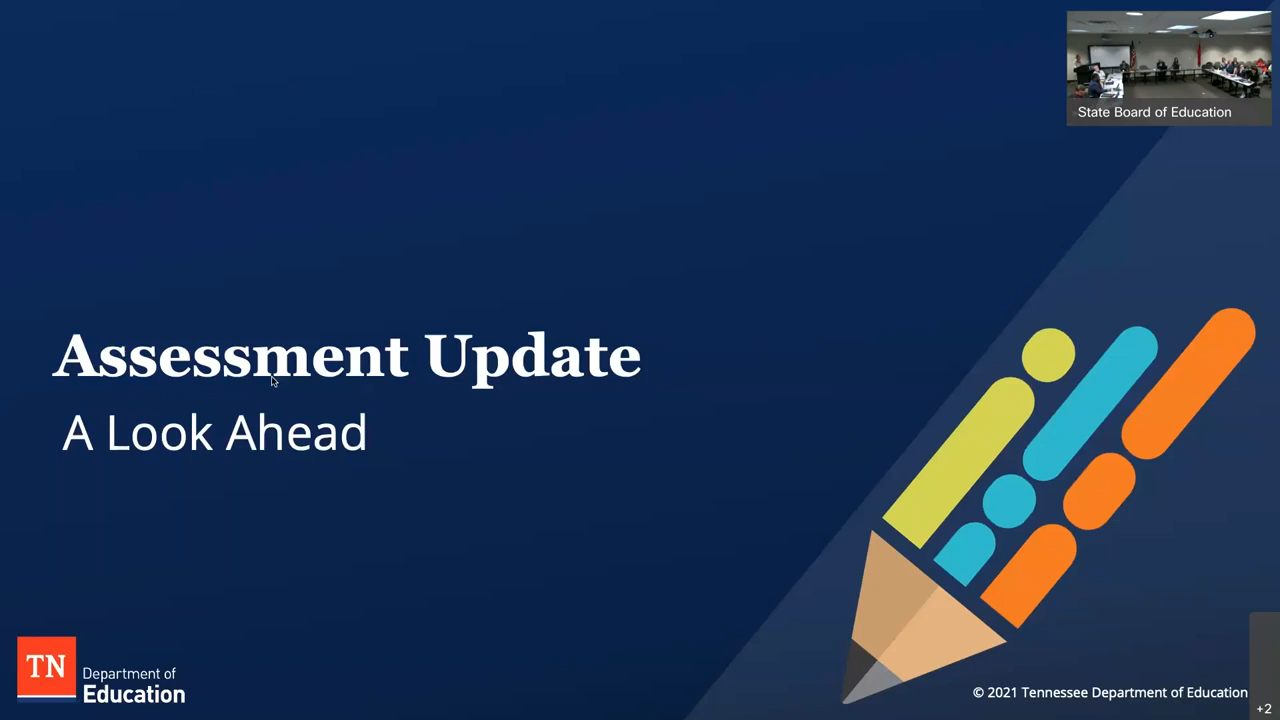 State Board of Education
Assessment Update
A Look Ahead
TN
Department of
Education
© 2021 Tennessee Department of Education
+2